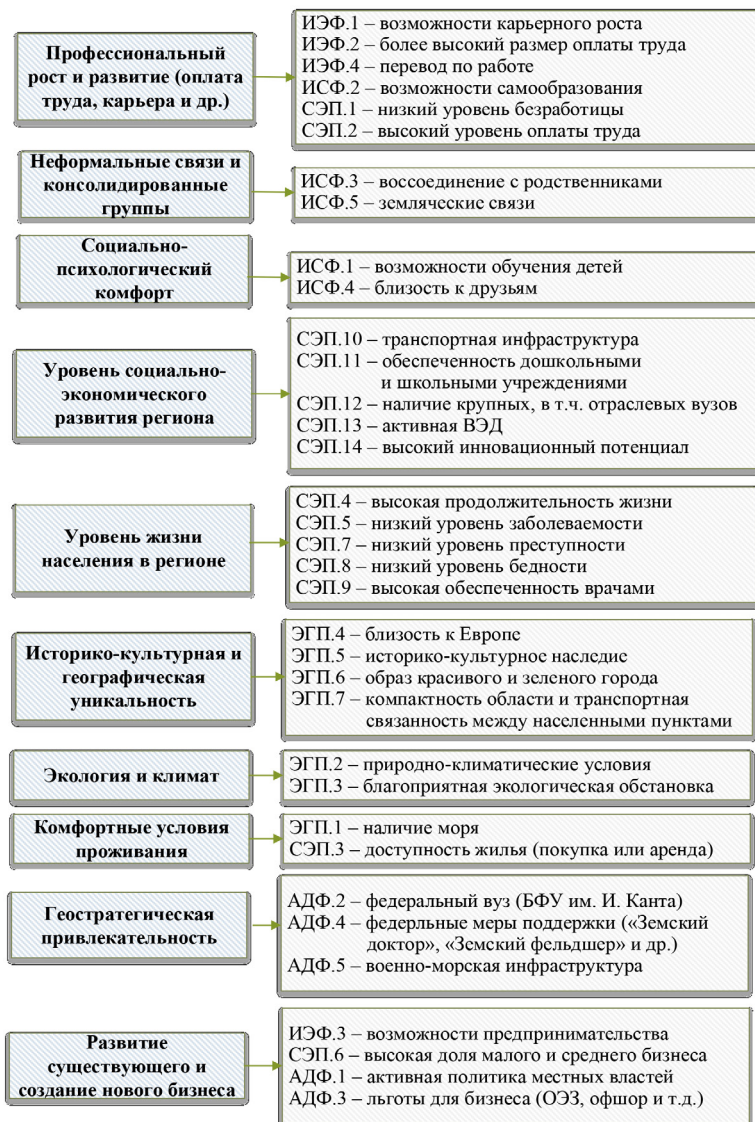 Профессиональный
рост и развитие (оплата
труда, карьера и др.)
ИЭФ.1 – возможности карьерного роста
ИЭФ.2 – более высокий размер оплаты труда
ИЭФ.4 – перевод по работе
ИСФ.2 – возможности самообразования
СЭП.1 – низкий уровень безработицы
СЭП.2 – высокий уровень оплаты труда
Неформальные связи и
консолидированные
группы
ИСФ.3 – воссоединение с родственниками
ИСФ.5 – землячеcкие связи
Социально-
психологический
комфорт
ИСФ.1 – возможности обучения детей
ИСФ.4 – близость к друзьям
Уровень социально-
экономического
развития региона
СЭП.10 – транспортная инфраструктура
СЭП.11 – обеспеченность дошкольными
и школьными учреждениями
СЭП.12 – наличие крупных, в т.ч. отраслевых вузов
СЭП.13 – активная ВЭД
СЭП.14 – высокий инновационный потенциал
Уровень жизни
населения в регионе
СЭП.4 – высокая продолжительность жизни
СЭП.5 – низкий уровень заболеваемости
СЭП.7 – низкий уровень преступности
СЭП.8 – низкий уровень бедности
СЭП.9 – высокая обеспеченность врачами
Историко-культурная и
географическая
уникальность
ЭГП.4 – близость к Европе
ЭГП.5 – историко-культурное наследие
ЭГП.6 – образ красивого и зеленого города
ЭГП.7 – компактность области и транспортная
связанность между населенными пунктами
Экология и климат
ЭГП.2 – природно-климатические условия
ЭГП.3 – благоприятная экологическая обстановка
Комфортные условия
проживания
ЭГП.1 – наличие моря
СЭП.3 – доступность жилья (покупка или аренда)
Геостратегическая
привлекательность
АДФ.2 – федеральный вуз (БФУ им. И. Канта)
АДФ.4 – федерльные меры поддержки («Земский
доктор», «Земский фельдшер» и др.)
АДФ.5 – военно-морская инфраструктура
Развитие
существующего и
создание нового бизнеса
ИЭФ.3 – возможности предпринимательства
СЭП.6 – высокая доля малого и среднего бизнеса
АДФ.1 – активная политика местных властей
АДФ.3 – льготы для бизнеса (ОЭЗ, офшор и т.д.)